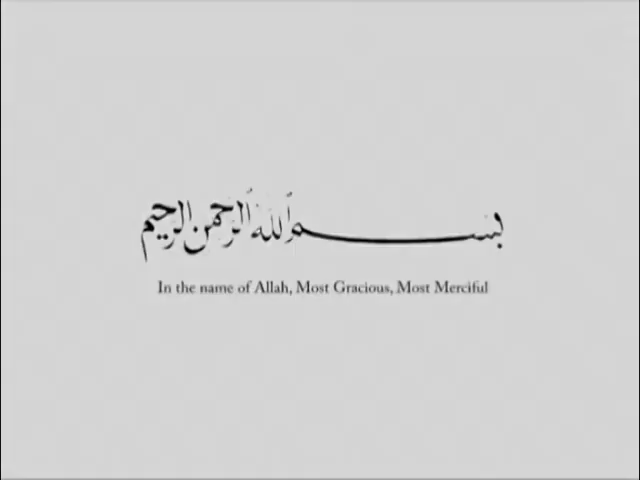 بسم الله الرحمن الرحيم
In the name of Allah, Most Gracious, Most Merciful